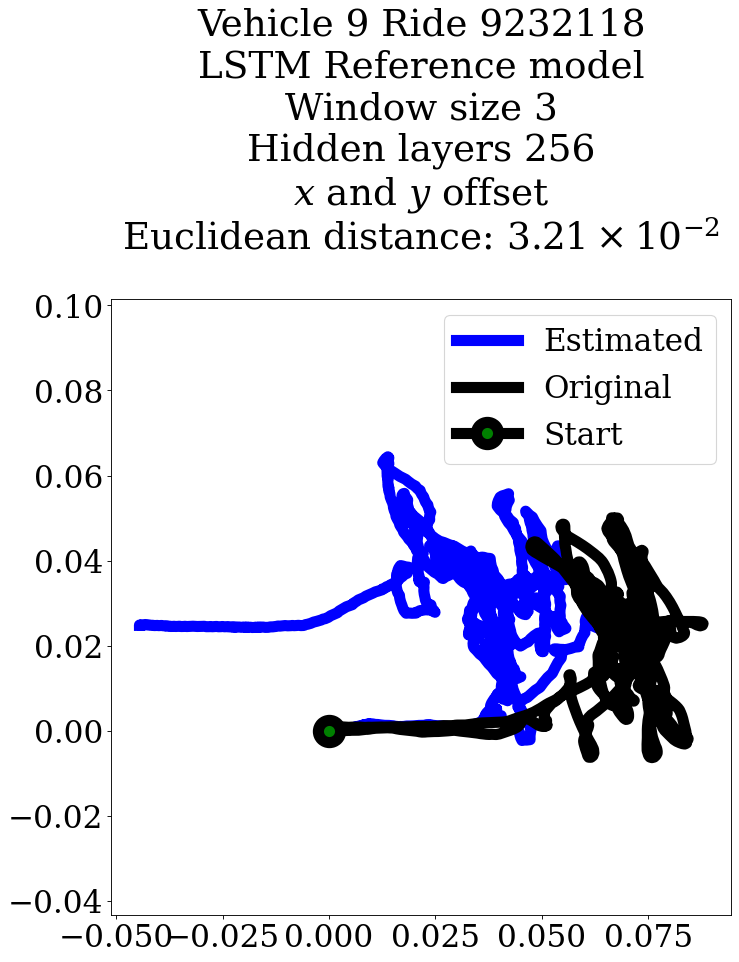 Vehicle 9 Ride 9232118
LSTM Reference model
Window size 3
Hidden layers 256
x and y offset
Euclidean distance: 3.21 × 10⁻²
0.10
0.08
0.06
0.04
0.02
0.00
−0.02
−0.04
Estimated
Original
Start
−0.050 −0.025 0.000 0.025 0.050 0.075